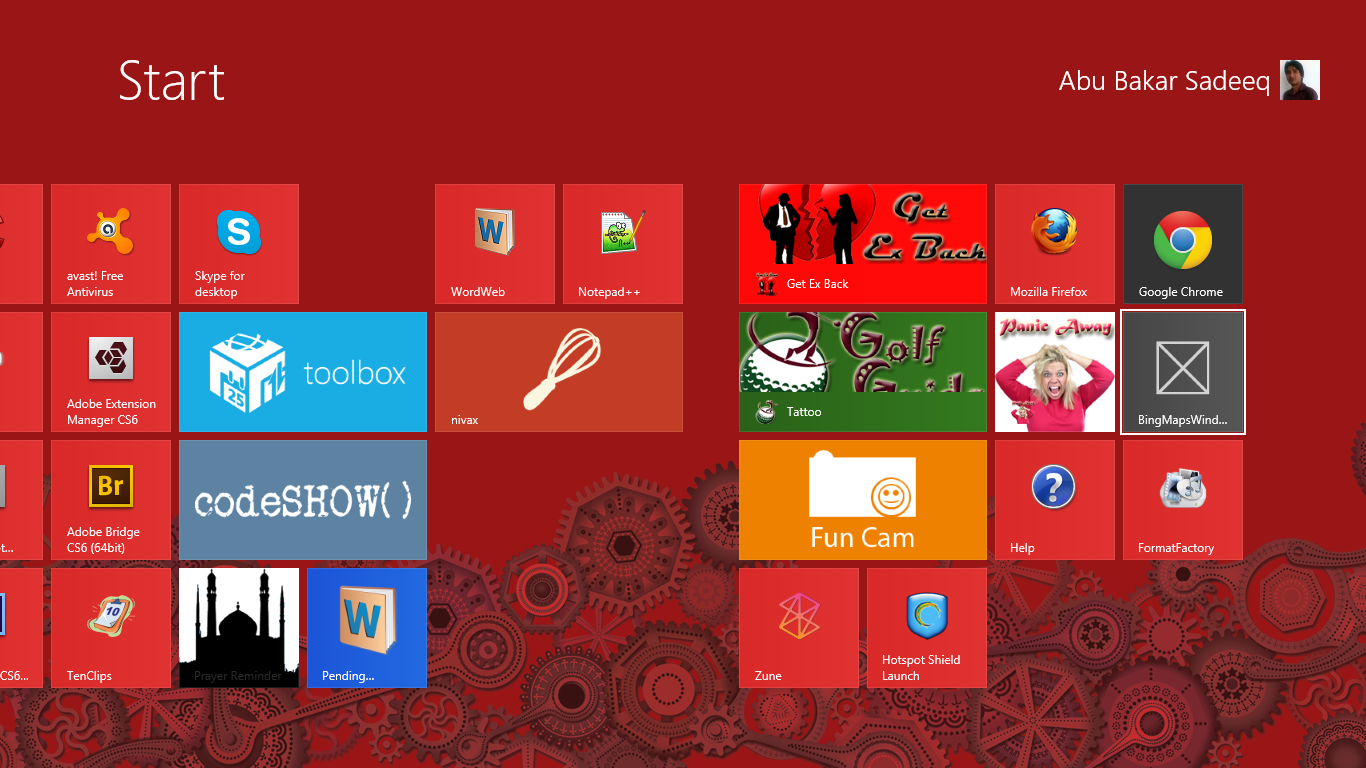 Start
Abu Bakar Sadeeq
avast! Free
Antivirus
S
Skype for
desktop
W
WordWeb
Notepad++
Get
Ex Back
Get Ex Back
Mozilla Firefox
Google Chrome
Adobe Extension
Manager CS6
25
toolbox
nivax
Golf
Guide
Tattoo
Panic Away
BingMapsWind...
t...
Br
Adobe Bridge
CS6 (64bit)
codeSHOW()
Fun Cam
?
Help
FormatFactory
CS6...
10
TenClips
Prayer Reminder
W
Pending...
Zune
Hotspot Shield
Launch